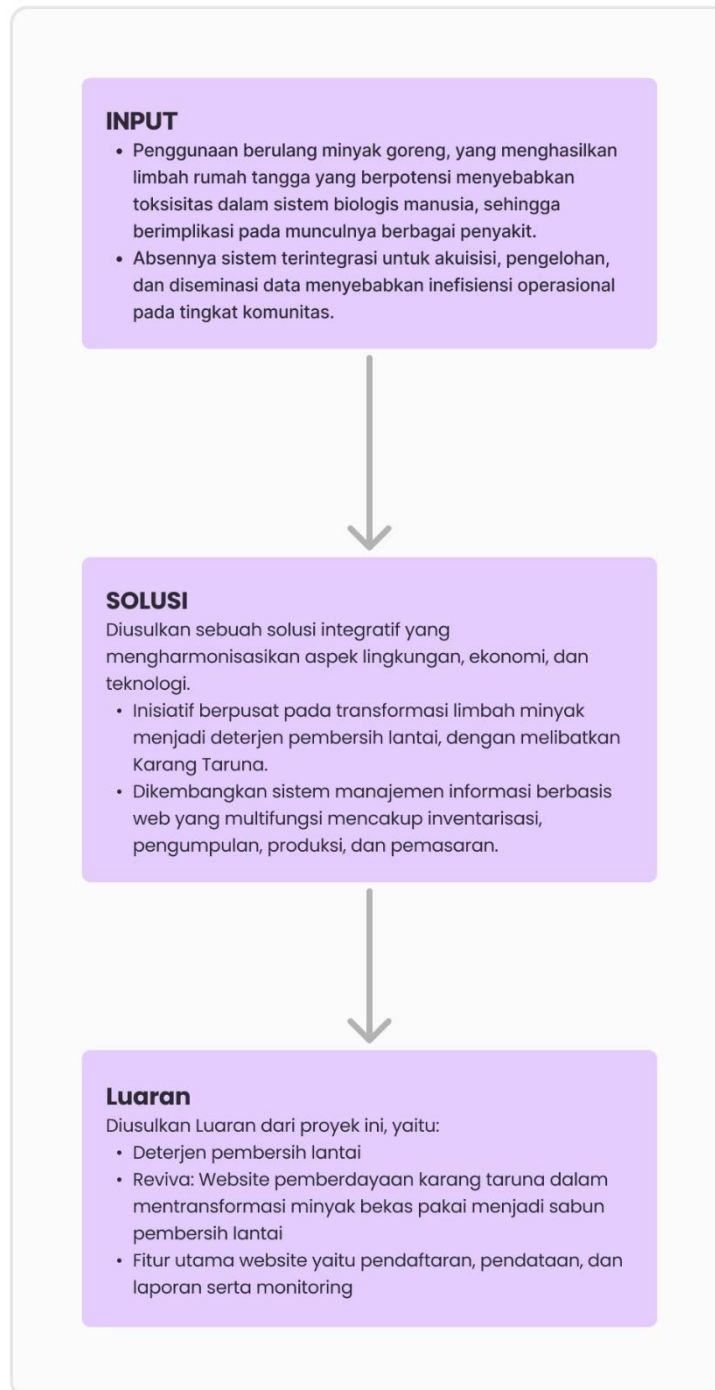 INPUT
• Penggunaan berulang minyak goreng, yang menghasilkan
limbah rumah tangga yang berpotensi menyebabkan
toksisitas dalam sistem biologis manusia, sehingga
berimplikasi pada munculnya berbagai penyakit.
• Absennya sistem terintegrasi untuk akuisisi, pengelohan,
dan diseminasi data menyebabkan inefisiensi operasional
pada tingkat komunitas.
SOLUSI
Diusulkan sebuah solusi integratif yang
mengharmonisasikan aspek lingkungan, ekonomi, dan
teknologi.
• Inisiatif berpusat pada transformasi limbah minyak
menjadi deterjen pembersih lantai, dengan melibatkan
Karang Taruna.
• Dikembangkan sistem manajemen informasi berbasis
web yang multifungsi mencakup inventarisasi,
pengumpulan, produksi, dan pemasaran.
Luaran
Diusulkan Luaran dari proyek ini, yaitu:
• Deterjen pembersih lantai
• Reviva: Website pemberdayaan karang taruna dalam
mentransformasi minyak bekas pakai menjadi sabun
pembersih lantai
• Fitur utama website yaitu pendaftaran, pendataan, dan
laporan serta monitoring